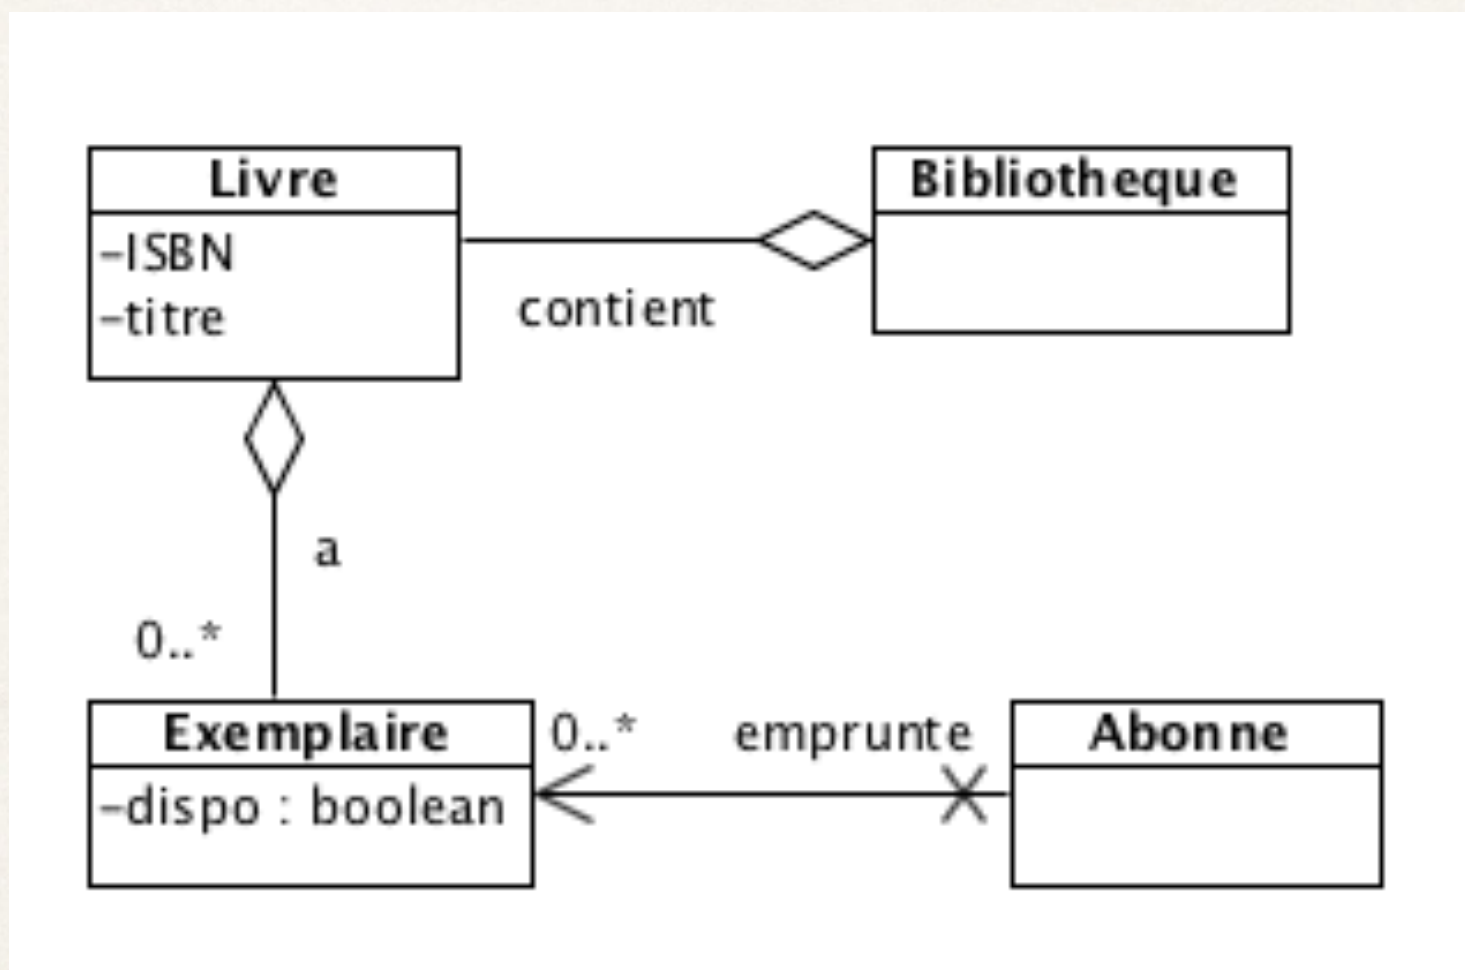 Livre
-ISBN
-titre
Bibliotheque
contient
a
0..*
Exemplaire
-dispo : boolean
0..*
emprunte
Abonne